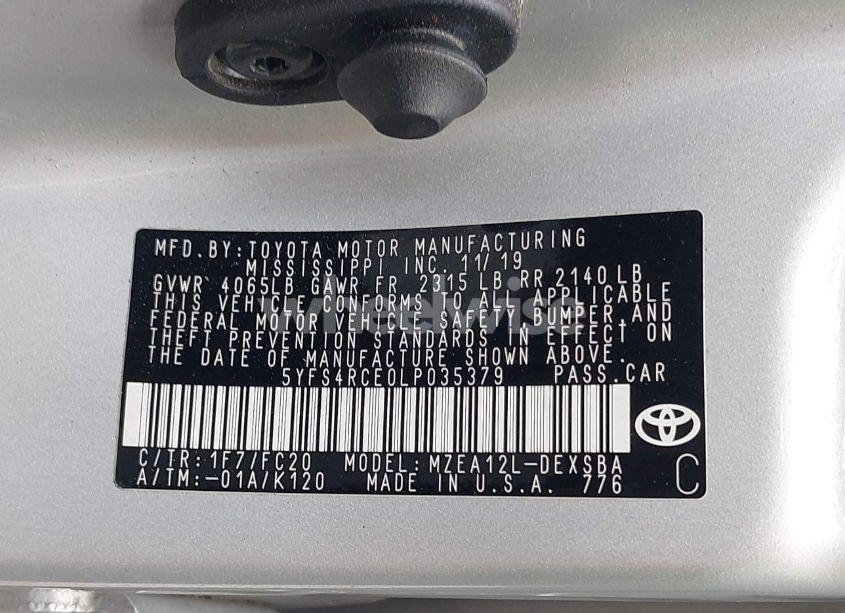 MFD.BY: TOYOTA MOTOR MANUFACTURING
MISSISSIPPI INC. 11/19
GVWR 4065LB GAWR FR 2315 LB RR 2140 LB
THIS VEHICLE CONFORMS TO ALL APPLICABLE
FEDERAL MOTOR VEHICLE SAFETY, BUMPER, AND
THEFT PREVENTION STANDARDS IN EFFECT ON
THE DATE OF MANUFACTURE SHOWN ABOVE.
5YFS4RCE0LP035379 PASS.CAR
C/TR: 1F7/FC20 MODEL: MZEA12L-DEXSBA
A/TM: -01A/K120 MADE IN U.S.A. 776 C
wheelwise